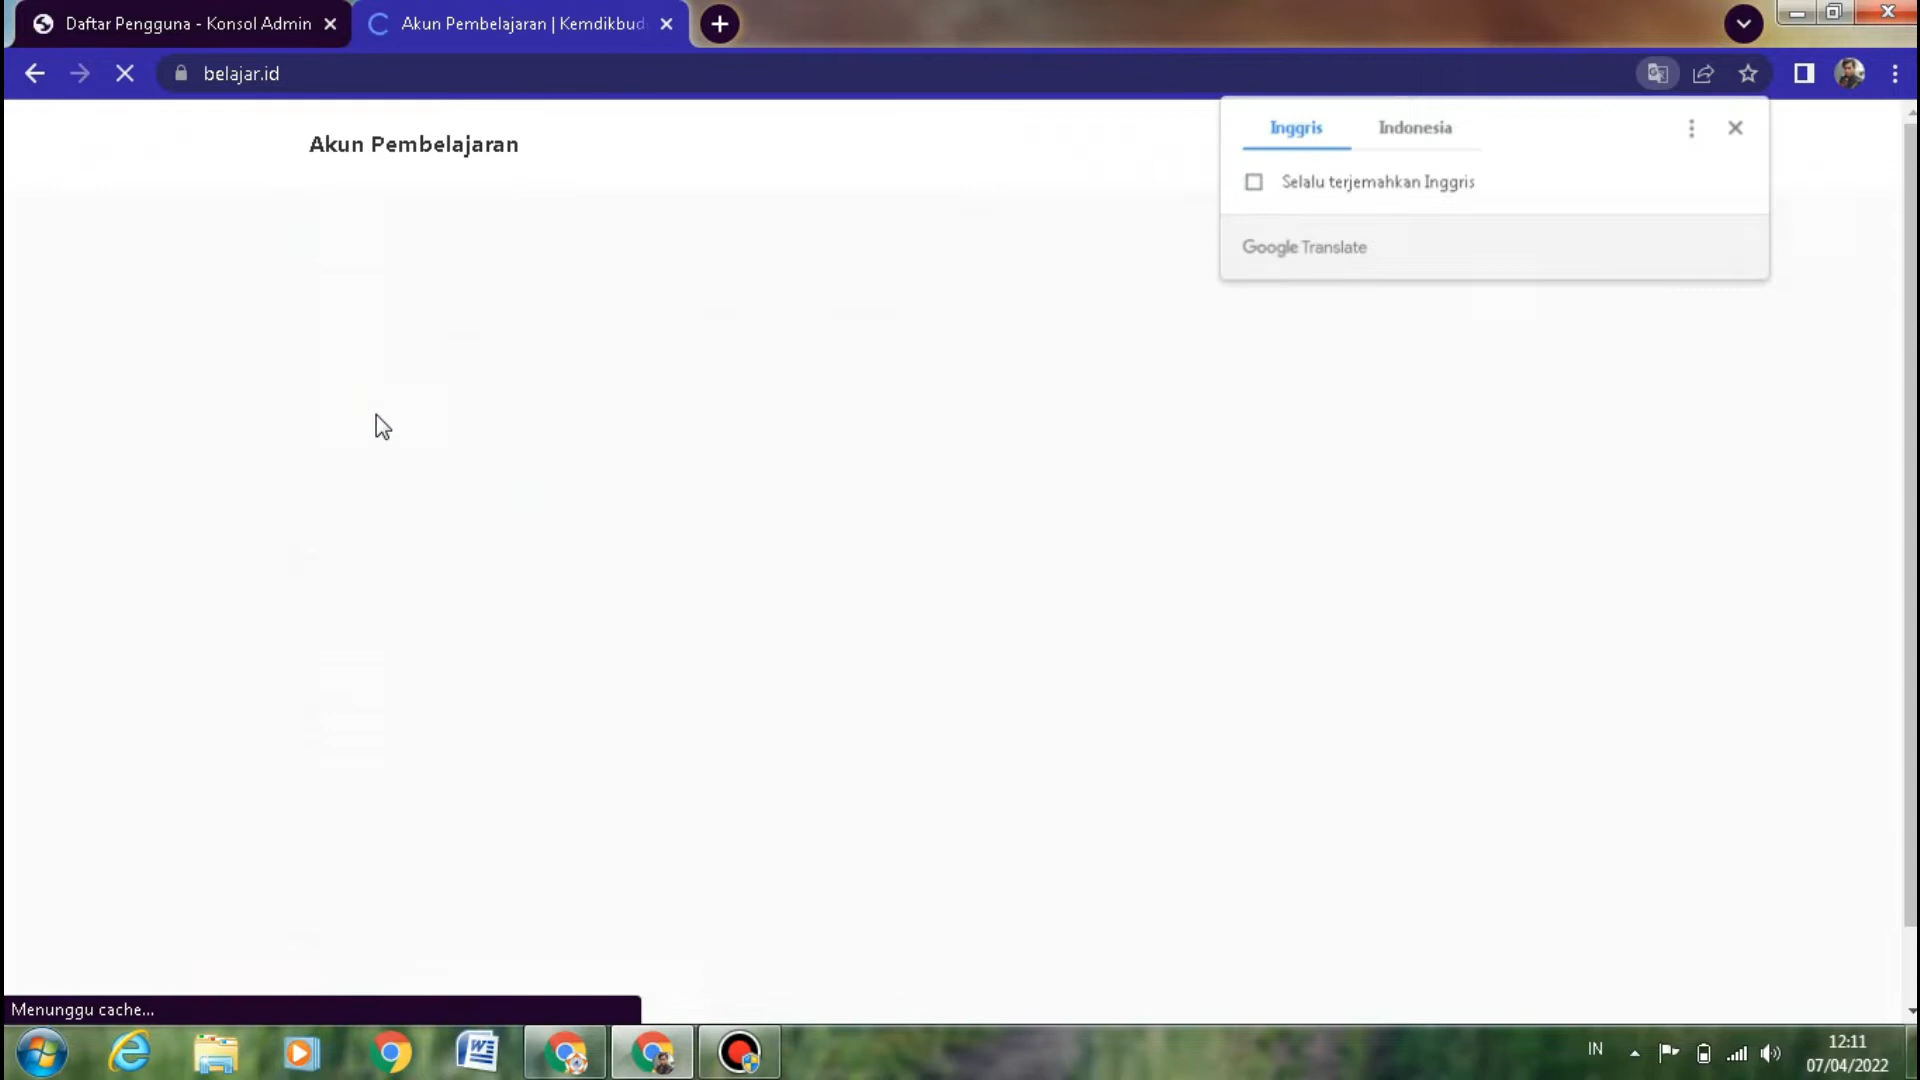 Daftar Pengguna - Konsol Admin
Akun Pembelajaran | Kemdikbud
belajar.id
Inggris
Indonesia
Akun Pembelajaran
Selalu terjemahkan Inggris
Google Translate
Menunggu cache...
IN
12:11
07/04/2022